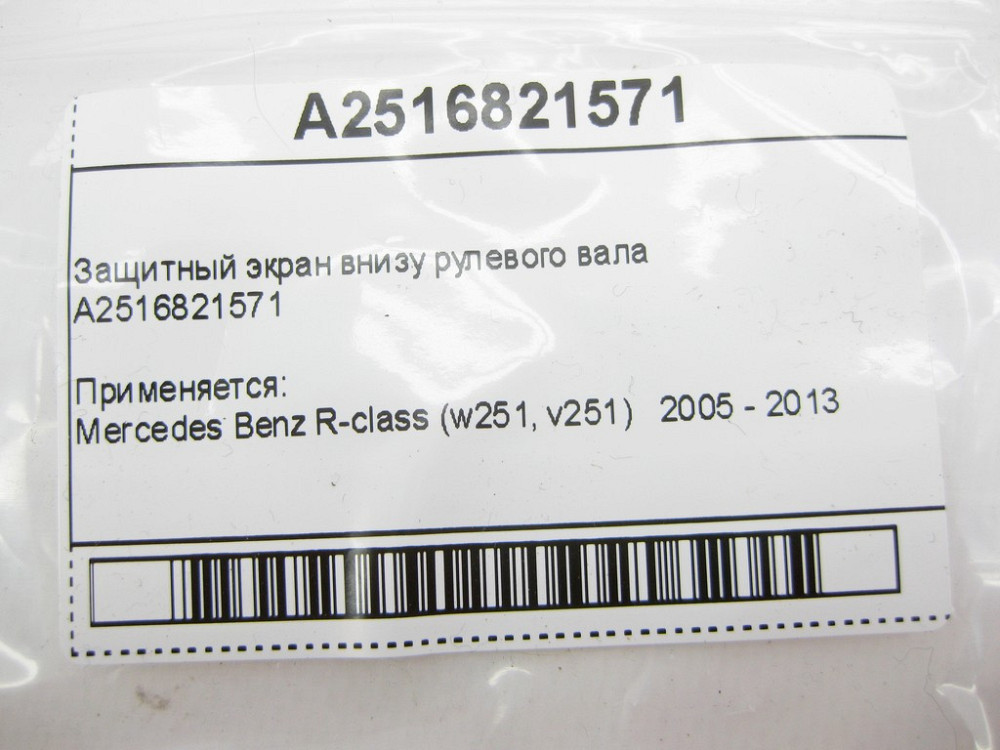 A2516821571
Защитный экран внизу рулевого вала
A2516821571
Применяется:
Mercedes Benz R-class (w251, v251) 2005 - 2013